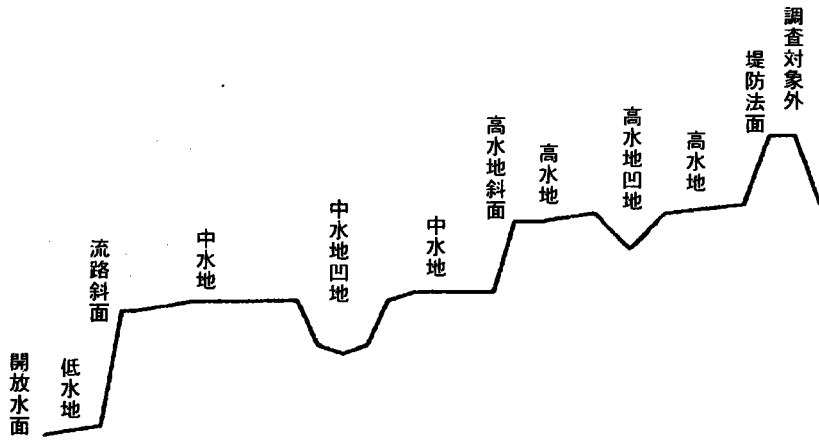 開放水面
低水地
流路斜面
中水地
中水地凹地
中水地
高水地斜面
高水地
高水地凹地
高水地
堤防法面
調査対象外